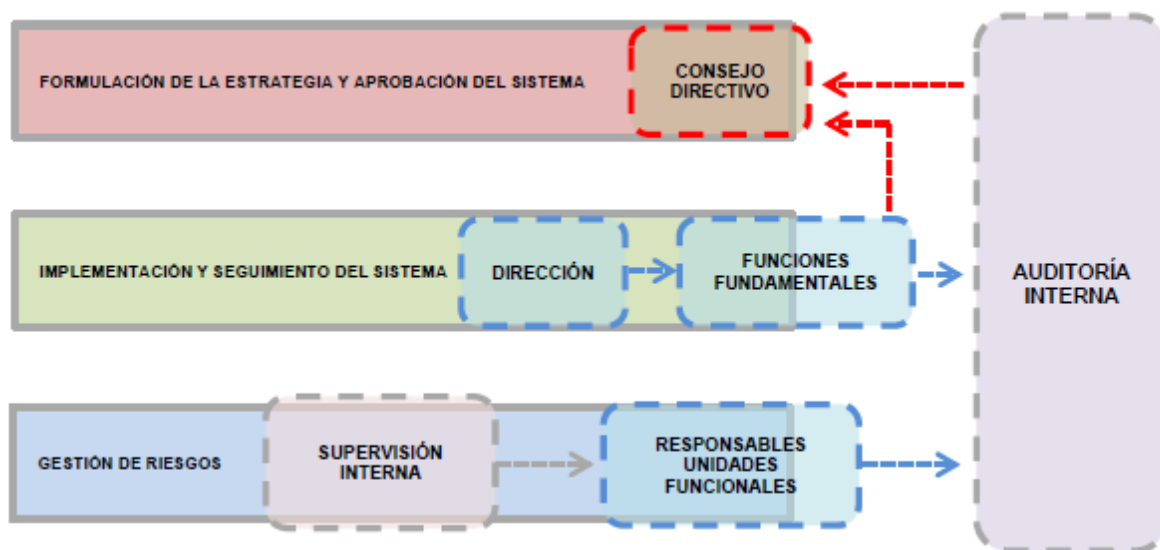 FORMULACIÓN DE LA ESTRATEGIA Y APROBACIÓN DEL SISTEMA
CONSEJO
DIRECTIVO
IMPLEMENTACIÓN Y SEGUIMIENTO DEL SISTEMA
DIRECCIÓN
FUNCIONES
FUNDAMENTALES
AUDITORÍA
INTERNA
GESTIÓN DE RIESGOS
SUPERVISIÓN
INTERNA
RESPONSABLES
UNIDADES
FUNCIONALES